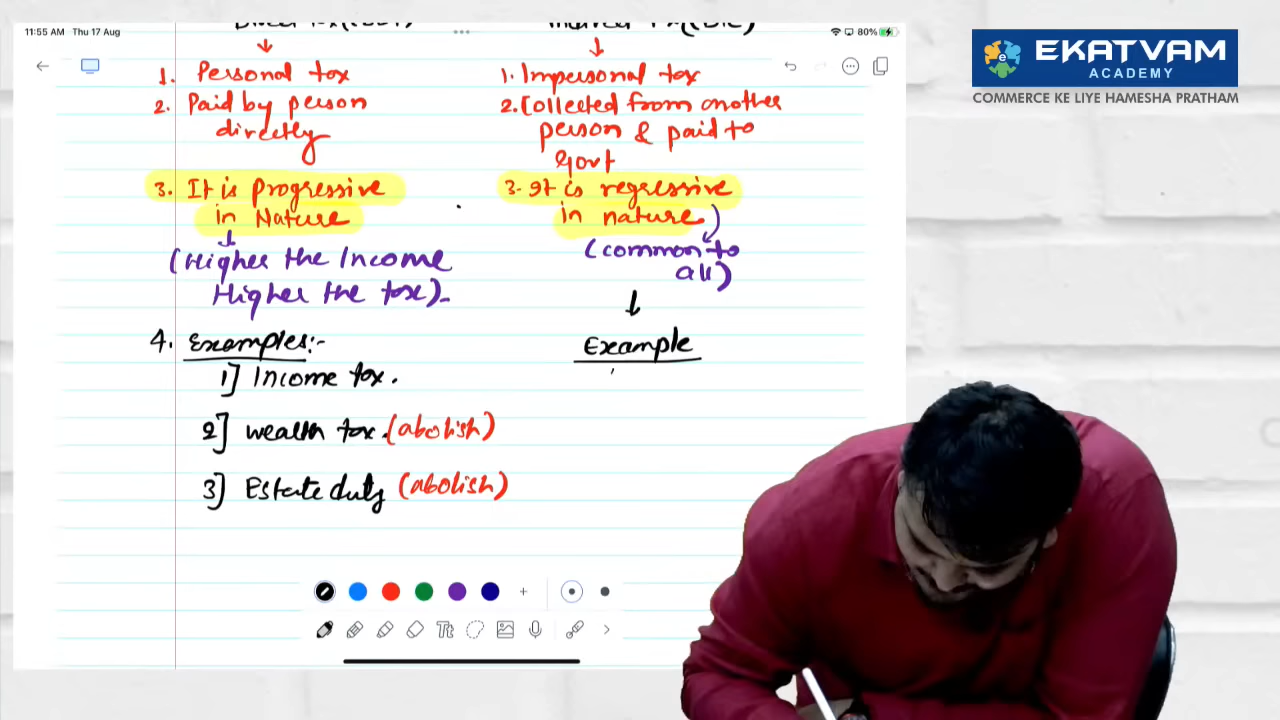 11:55 AM Thu 17 Aug
80%
EKATVAM
ACADEMY
COMMERCE KE LIYE HAMESHA PRATHAM
1. Personal tax
2. Paid by person
directly
3. It is progressive
in Nature
(Higher the Income
Higher the tax).
4. Examples:-
1] Income tax.
2] wealth tax. (abolish)
3] Estate duty (abolish)
1. Impersonal tax
2. Collected from another
person & paid to
Govt
3. It is regressive
in nature
(common to
all)
Example
Tt